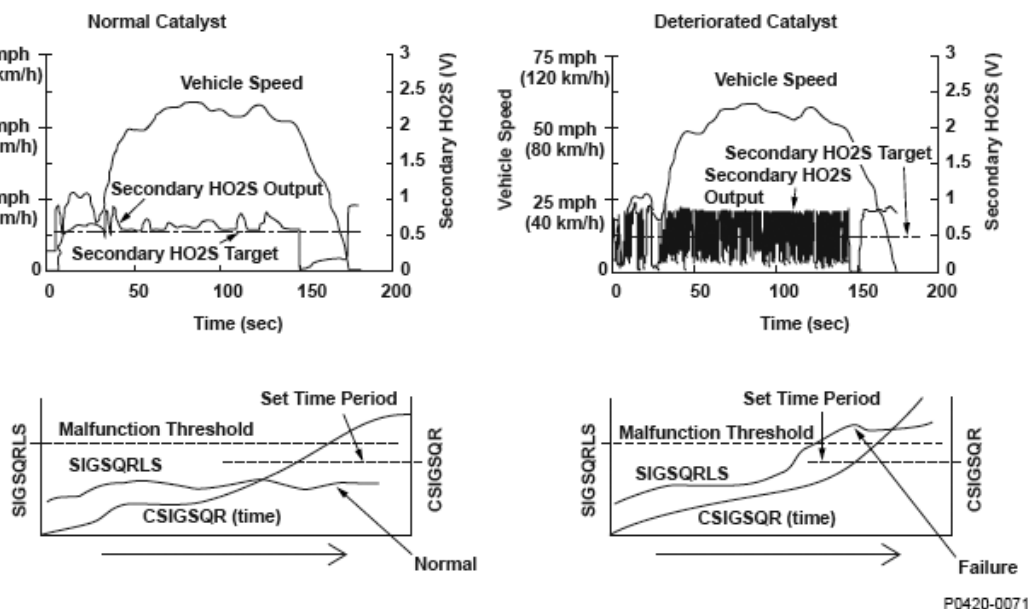 Normal Catalyst
mph
km/h)
mph
km/h)
mph
km/h)
0
Vehicle Speed
Secondary HO2S Output
Secondary HO2S Target
3
2.5
2
1.5
1
0.5
0
Secondary HO2S (V)
0 50 100 150 200
Time (sec)
Deteriorated Catalyst
Vehicle Speed
75 mph
(120 km/h)
50 mph
(80 km/h)
25 mph
(40 km/h)
0
Vehicle Speed
Secondary HO2S Target
Secondary HO2S
Output
3
2.5
2
1.5
1
0.5
0
Secondary HO2S (V)
0 50 100 150 200
Time (sec)
SIGSQRLS
Set Time Period
Malfunction Threshold
SIGSQRLS
CSIGSQR (time)
CSIGSQR
Normal
SIGSQRLS
Set Time Period
Malfunction Threshold
SIGSQRLS
CSIGSQR (time)
CSIGSQR
Failure
P0420-0071